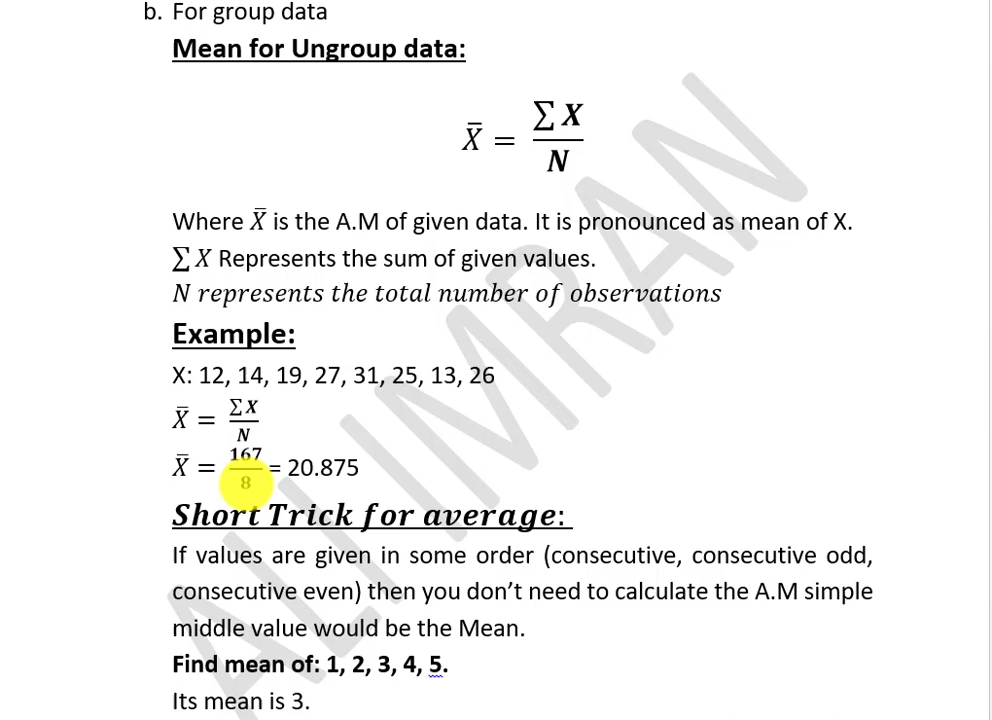 b. For group data
Mean for Ungroup data:
X̄ = ∑ X / N
Where X̄ is the A.M of given data. It is pronounced as mean of X.
∑ X Represents the sum of given values.
N represents the total number of observations
Example:
X: 12, 14, 19, 27, 31, 25, 13, 26
X̄ = ∑ X / N
X̄ = 167 / 8 = 20.875
Short Trick for average:
If values are given in some order (consecutive, consecutive odd,
consecutive even) then you don’t need to calculate the A.M simple
middle value would be the Mean.
Find mean of: 1, 2, 3, 4, 5.
Its mean is 3.
ALI IMRAN